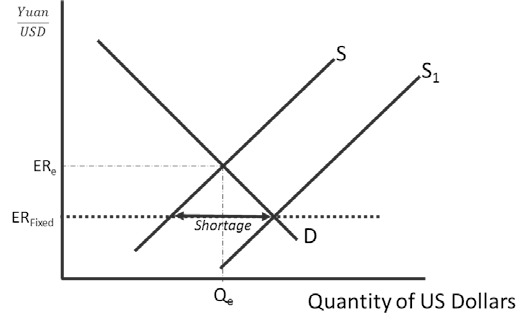 Yuan
USD
S
S1
ERe
ERFixed
Shortage
D
Qe
Quantity of US Dollars